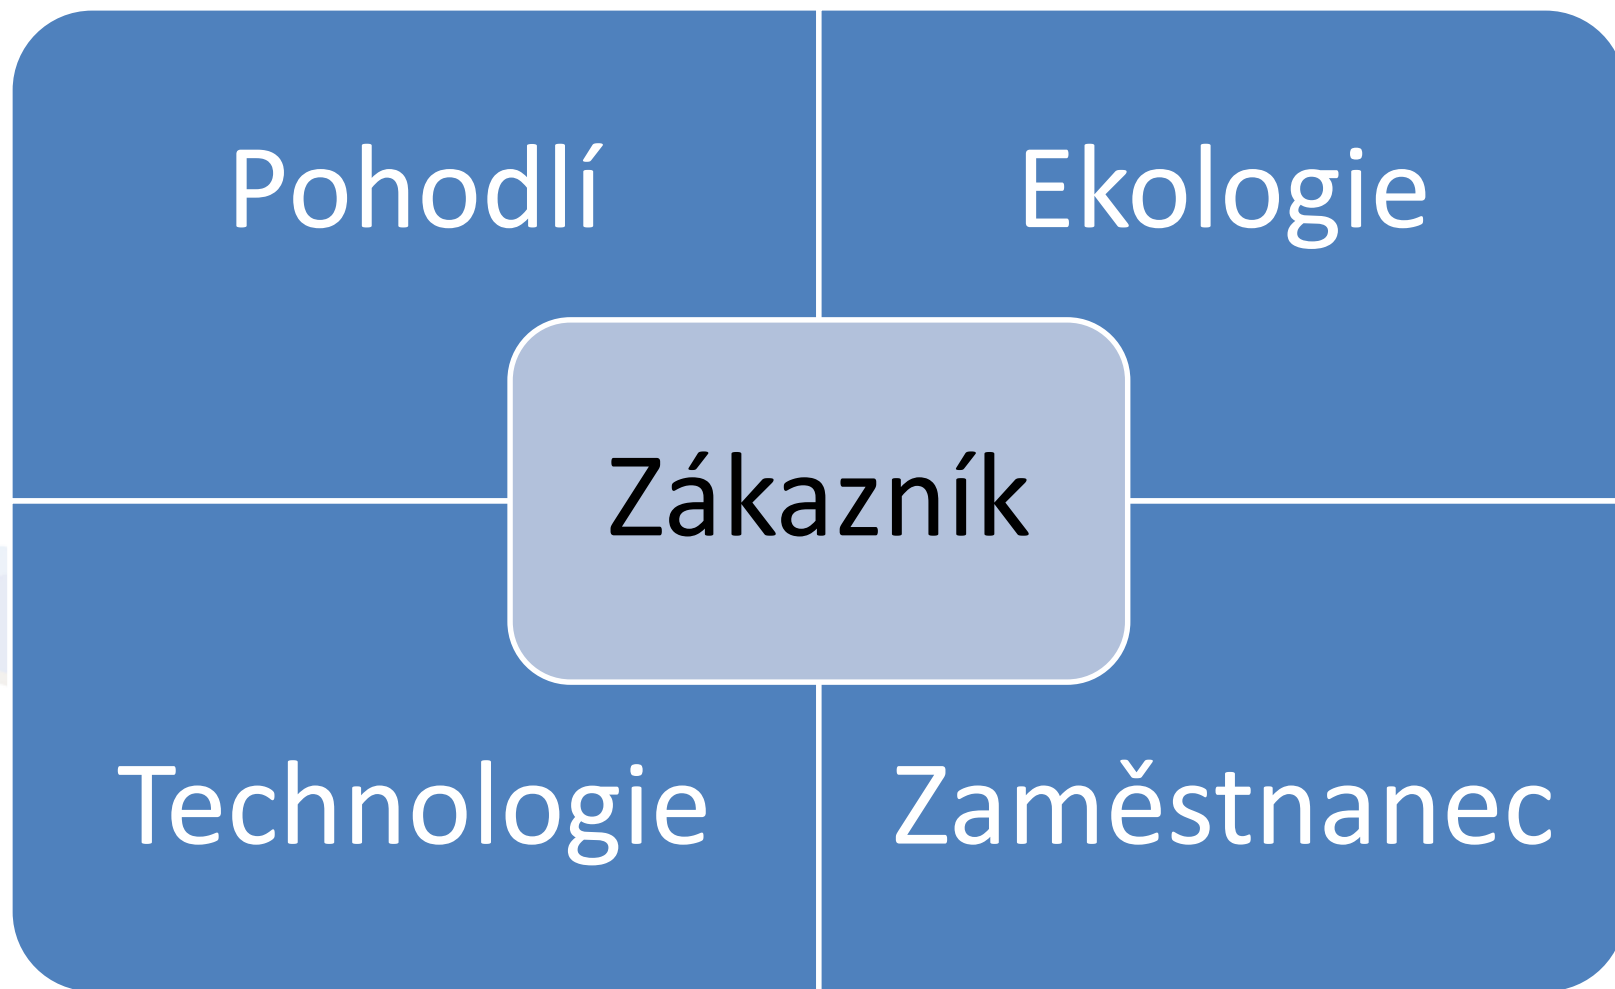 Pohodlí
Ekologie
Zákazník
Technologie
Zaměstnanec